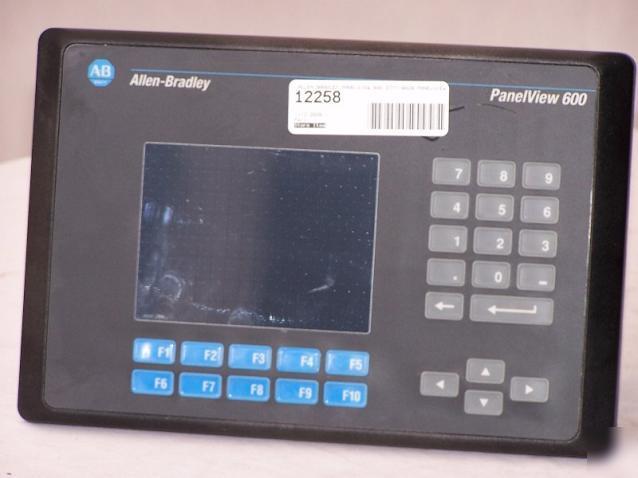 AB
Allen-Bradley
12258
PanelView 600
7 8 9
4 5 6
1 2 3
. 0 -
F1 F2 F3 F4 F5
F6 F7 F8 F9 F10